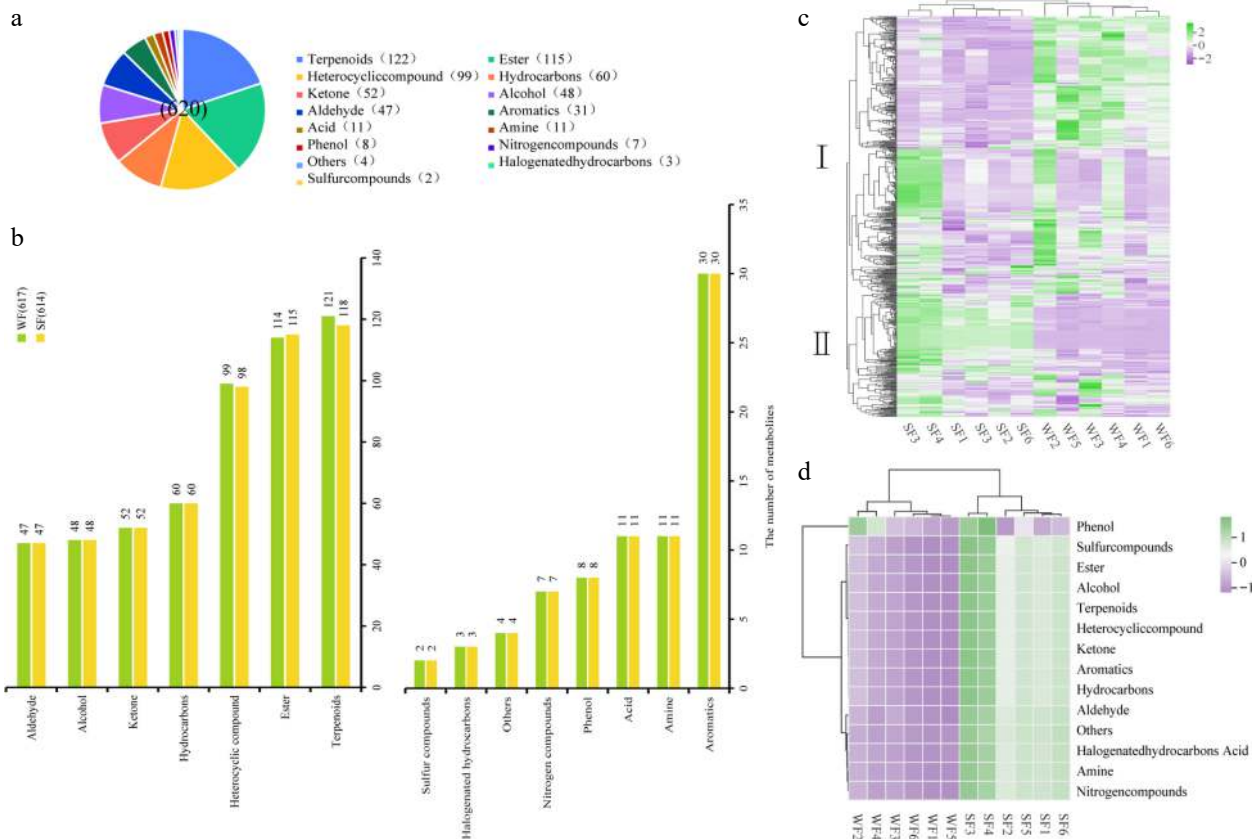 a
(620)
Terpenoids（122）
Ester（115）
Heterocycliccompound（99）
Hydrocarbons（60）
Ketone（52）
Alcohol（48）
Aldehyde（47）
Aromatics（31）
Acid（11）
Amine（11）
Phenol（8）
Nitrogencompounds（7）
Others（4）
Halogenatedhydrocarbons（3）
Sulfurcompounds（2）
b
WF(617)
SF(614)
47 47 48 48 52 52 60 60 99 98 114 115 121 118
0 20 40 60 80 100 120 140
Aldehyde
Alcohol
Ketone
Hydrocarbons
Heterocyclic compound
Ester
Terpenoids
2 2 3 3 4 4 7 7 8 8 11 11 11 11 30 30
0 5 10 15 20 25 30 35
The number of metabolites
Sulfur compounds
Halogenated hydrocarbons
Others
Nitrogen compounds
Phenol
Acid
Amine
Aromatics
c
2
0
−2
I
II
SF3 SF4 SF1 SF3 SF2 SF6 WF2 WF5 WF3 WF4 WF1 WF6
d
1
0
−1
Phenol
Sulfurcompounds
Ester
Alcohol
Terpenoids
Heterocycliccompound
Ketone
Aromatics
Hydrocarbons
Aldehyde
Others
Halogenatedhydrocarbons Acid
Amine
Nitrogencompounds
WF2 WF4 WF3 WF6 WF1 WF5 SF3 SF4 SF2 SF5 SF1 SF6